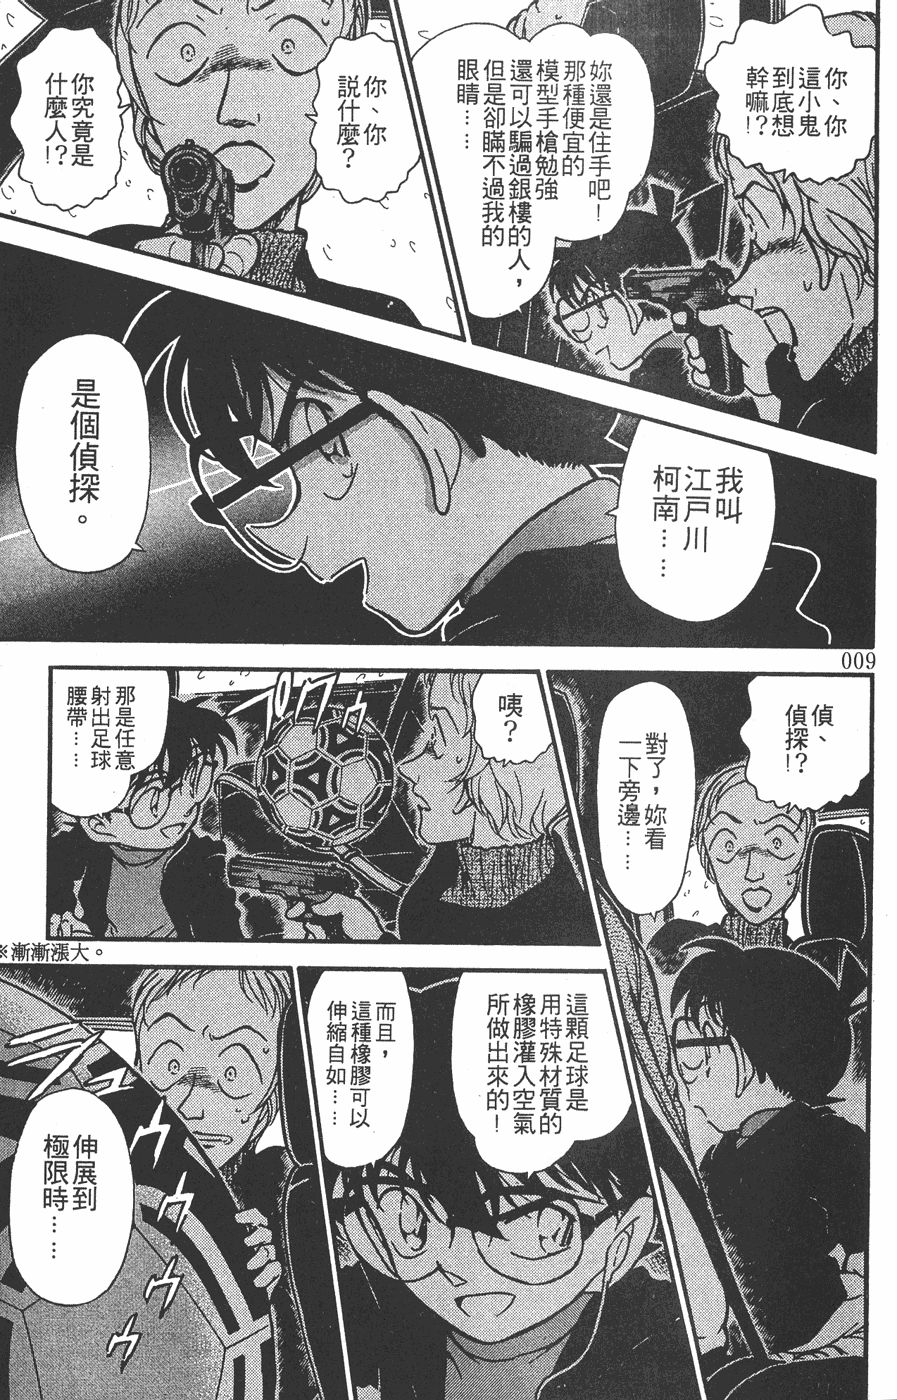 你、你
這小鬼
到底想
幹嘛!?
妳還是住手吧!
那種便宜的
模型手槍勉強
還可以騙過銀樓的人,
但是卻瞞不過我的
眼睛……
你、你
説什麼?
你究竟是
什麼人!?
我叫
江戸川
柯南……
是個偵探。
009
偵、
偵探!?
對了,妳看
一下旁邊……
咦?
那是任意
射出足球
腰帶……
※漸漸漲大。
這顆足球是
用特殊材質的
橡膠灌入空氣
所做出來的!
而且,
這種橡膠可以
伸縮自如……
伸展到
極限時……